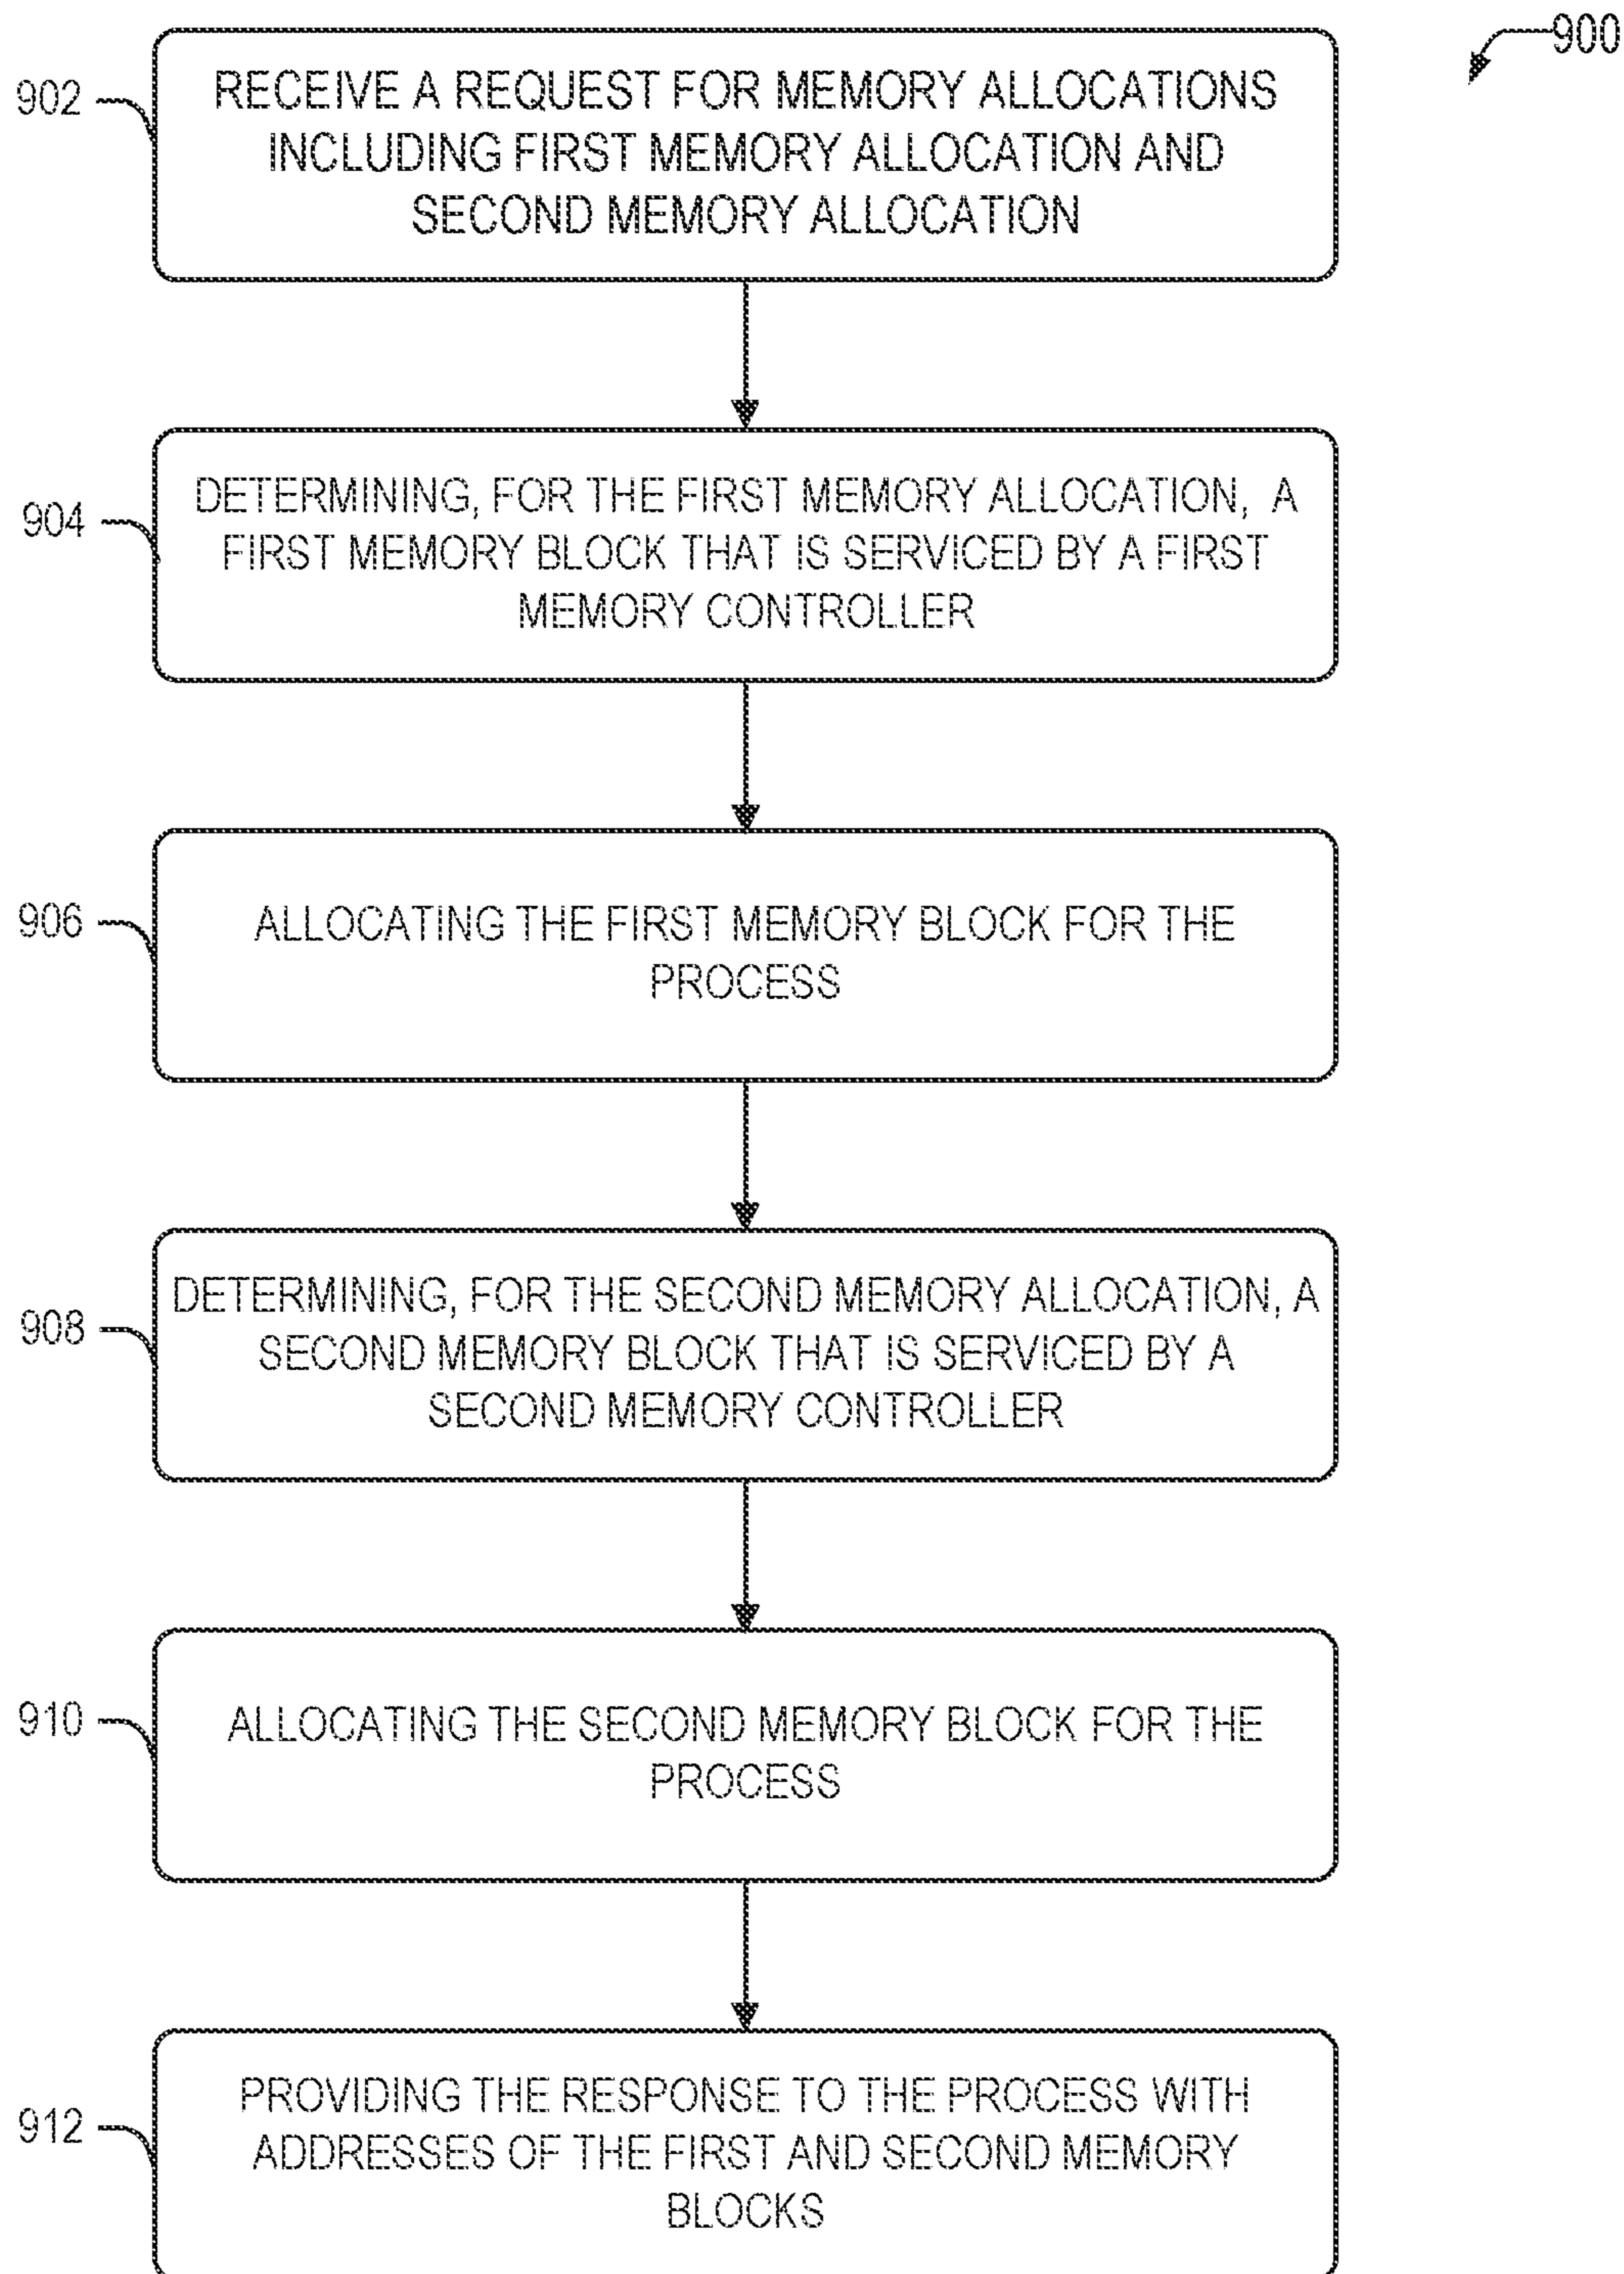 900
902
RECEIVE A REQUEST FOR MEMORY ALLOCATIONS
INCLUDING FIRST MEMORY ALLOCATION AND
SECOND MEMORY ALLOCATION
904
DETERMINING, FOR THE FIRST MEMORY ALLOCATION, A
FIRST MEMORY BLOCK THAT IS SERVICED BY A FIRST
MEMORY CONTROLLER
906
ALLOCATING THE FIRST MEMORY BLOCK FOR THE
PROCESS
908
DETERMINING, FOR THE SECOND MEMORY ALLOCATION, A
SECOND MEMORY BLOCK THAT IS SERVICED BY A
SECOND MEMORY CONTROLLER
910
ALLOCATING THE SECOND MEMORY BLOCK FOR THE
PROCESS
912
PROVIDING THE RESPONSE TO THE PROCESS WITH
ADDRESSES OF THE FIRST AND SECOND MEMORY
BLOCKS